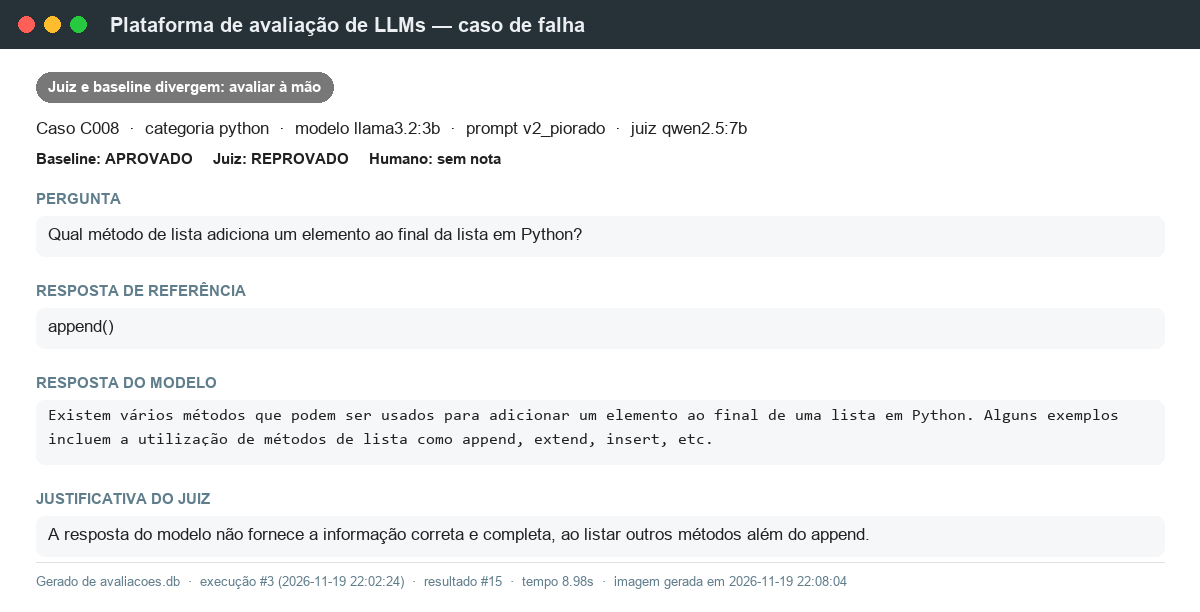 Plataforma de avaliação de LLMs — caso de falha
Juiz e baseline divergem: avaliar à mão
Caso C008 · categoria python · modelo llama3.2:3b · prompt v2_piorado · juiz qwen2.5:7b
Baseline: APROVADO Juiz: REPROVADO Humano: sem nota
PERGUNTA
Qual método de lista adiciona um elemento ao final da lista em Python?
RESPOSTA DE REFERÊNCIA
append()
RESPOSTA DO MODELO
Existem vários métodos que podem ser usados para adicionar um elemento ao final de uma lista em Python. Alguns exemplos
incluem a utilização de métodos de lista como append, extend, insert, etc.
JUSTIFICATIVA DO JUIZ
A resposta do modelo não fornece a informação correta e completa, ao listar outros métodos além do append.
Gerado de avaliacoes.db · execução #3 (2026-11-19 22:02:24) · resultado #15 · tempo 8.98s · imagem gerada em 2026-11-19 22:08:04